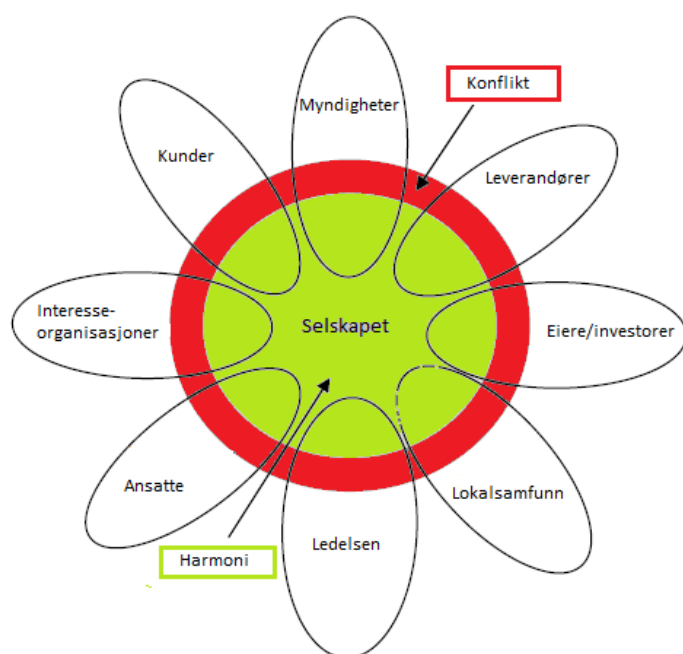 Konflikt
Myndigheter
Kunder
Leverandører
Interesse-
organisasjoner
Selskapet
Eiere/investorer
Ansatte
Lokalsamfunn
Ledelsen
Harmoni